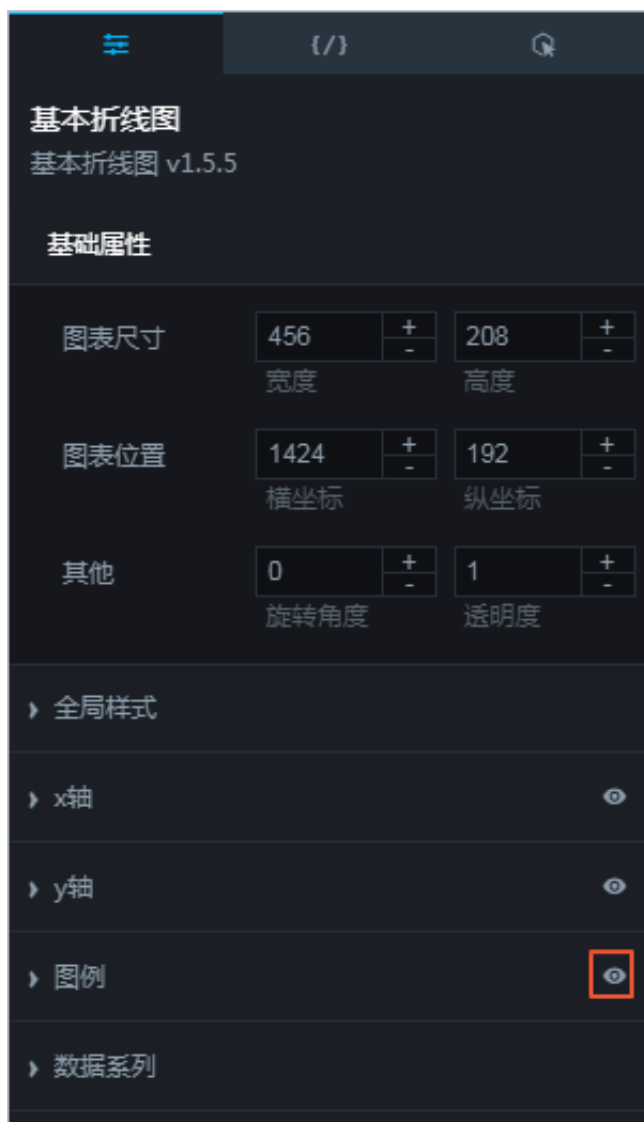 {/}
基本折线图
基本折线图 v1.5.5
基础属性
图表尺寸 456 + - 208 + -
宽度 高度
图表位置 1424 + - 192 + -
横坐标 纵坐标
其他 0 + - 1 + -
旋转角度 透明度
全局样式
x轴
y轴
图例
数据系列